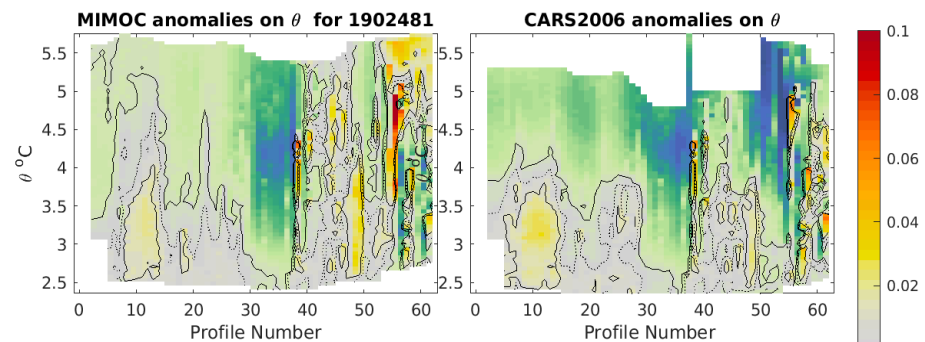 MIMOC anomalies on θ for 1902481
CARS2006 anomalies on θ
5.5
5
4.5
4
3.5
3
2.5
θ °C
0 10 20 30 40 50 60
Profile Number
5.5
5
4.5
4
3.5
3
2.5
θ °C
0 10 20 30 40 50 60
Profile Number
0.1
0.08
0.06
0.04
0.02